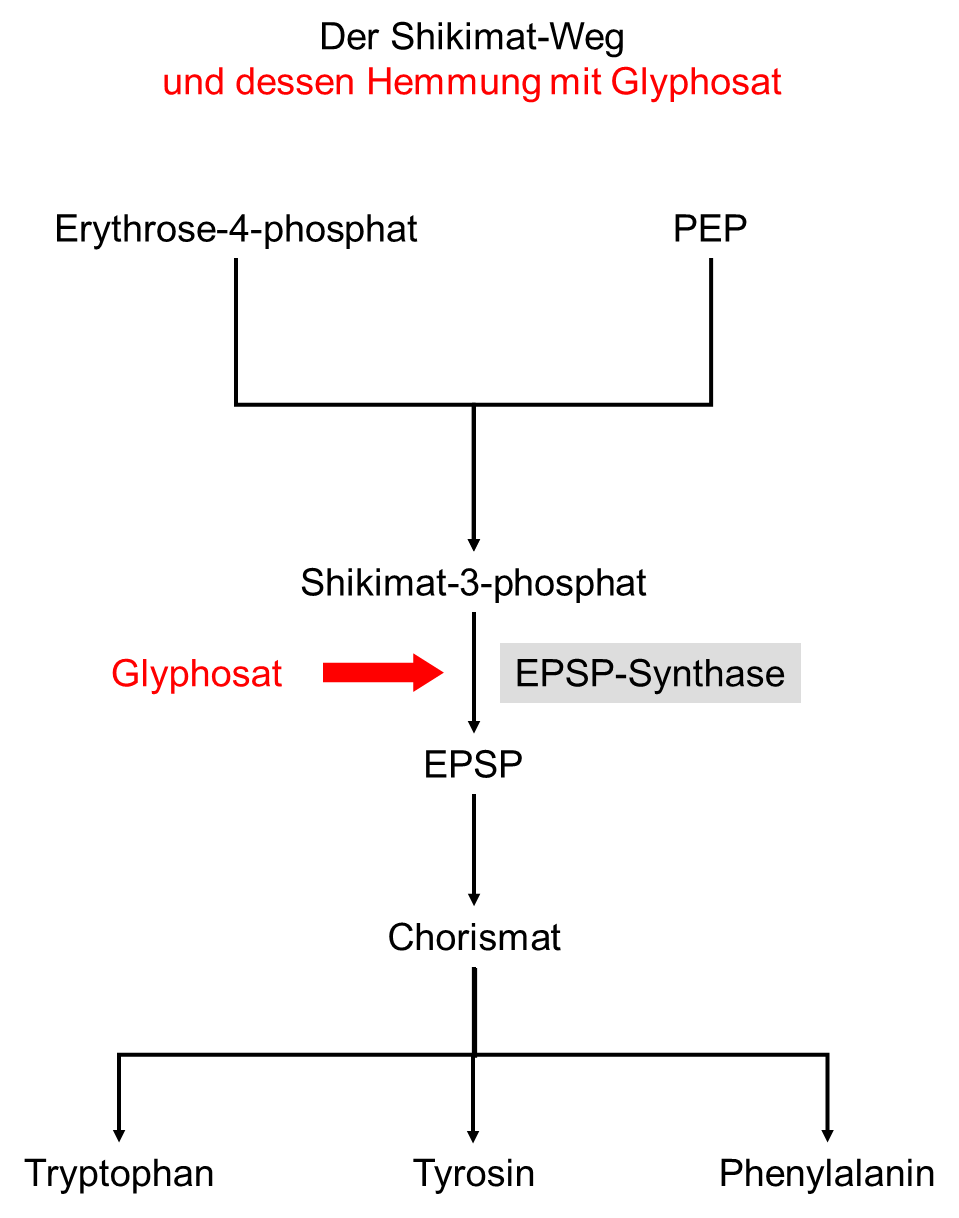 Der Shikimat-Weg
und dessen Hemmung mit Glyphosat
Erythrose-4-phosphat
PEP
Shikimat-3-phosphat
Glyphosat
EPSP-Synthase
EPSP
Chorismat
Tryptophan
Tyrosin
Phenylalanin